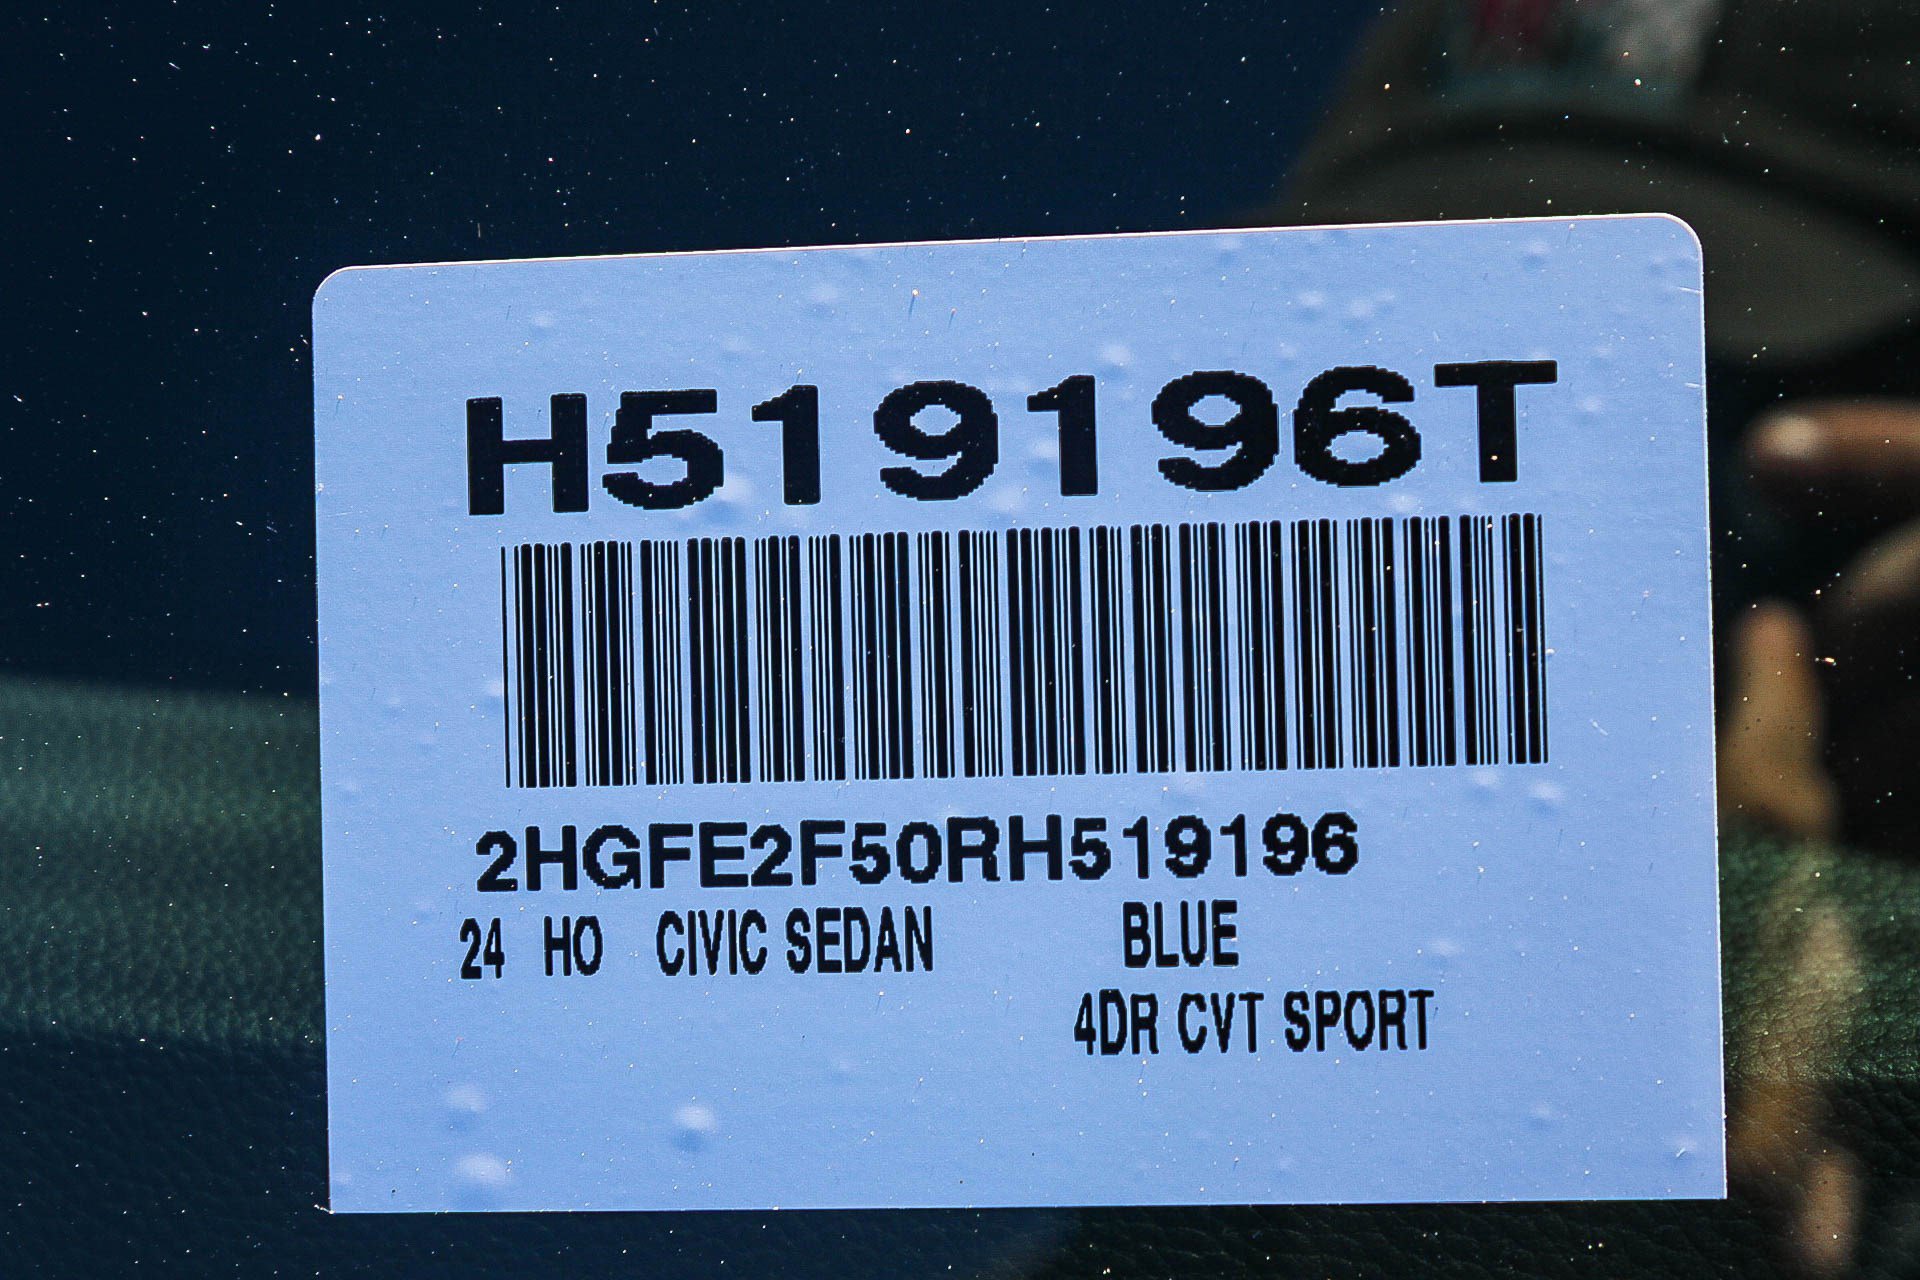 H519196T
2HGFE2F50RH519196
24 HO CIVIC SEDAN BLUE
4DR CVT SPORT